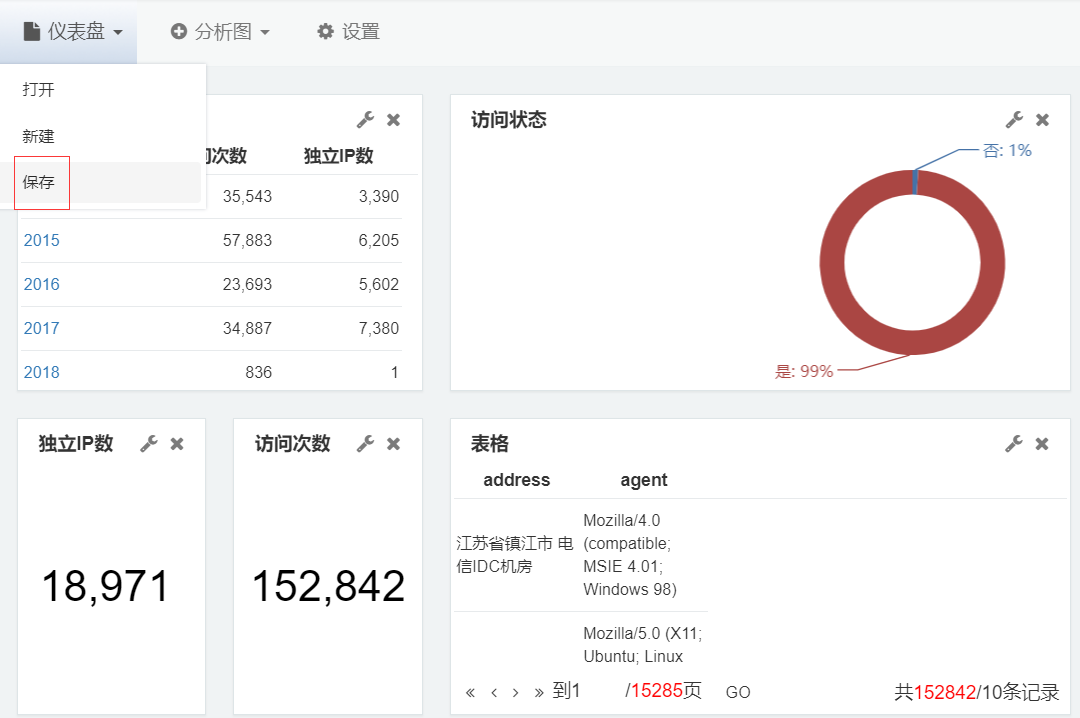 仪表盘 分析图 设置
打开
新建
保存
问次数 独立IP数
35,543 3,390
2015 57,883 6,205
2016 23,693 5,602
2017 34,887 7,380
2018 836 1
访问状态
否: 1%
是: 99%
独立IP数
18,971
访问次数
152,842
表格
address agent
江苏省镇江市 电
信IDC机房
Mozilla/4.0
(compatible;
MSIE 4.01;
Windows 98)
Mozilla/5.0 (X11;
Ubuntu; Linux
« ‹ › » 到1 /15285页 GO 共152842/10条记录